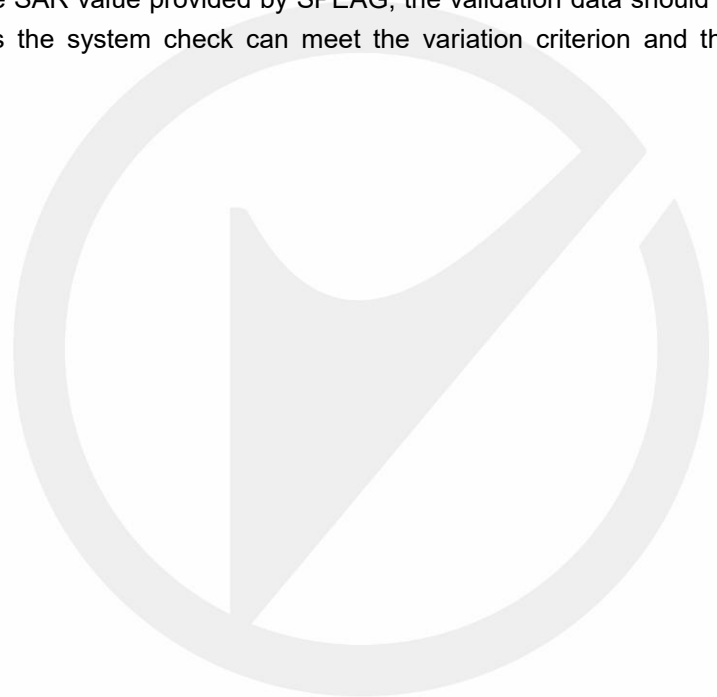 e SAR value provided by SPEAG, the validation data should
s the system check can meet the variation criterion and th